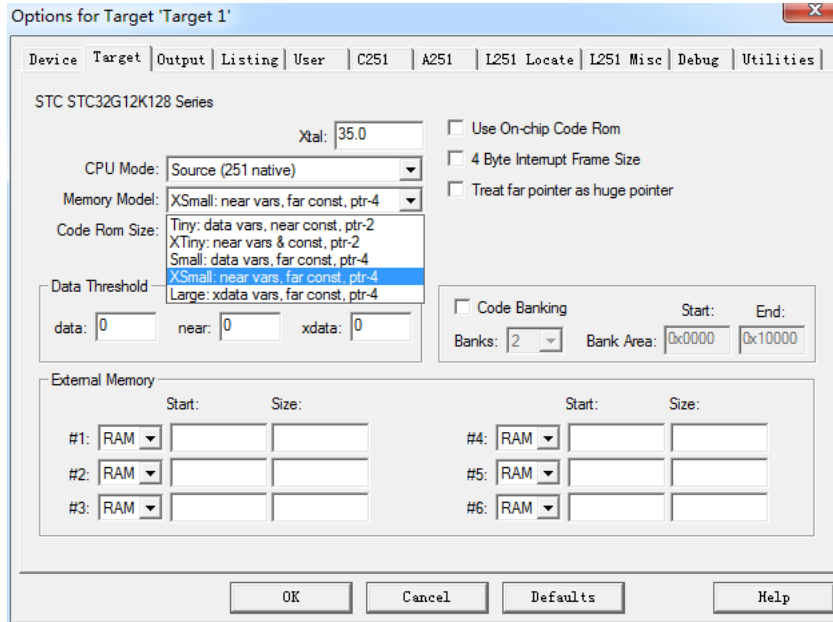 Options for Target 'Target 1'
Device Target Output Listing User C251 A251 L251 Locate L251 Misc Debug Utilities
STC STC32G12K128 Series
Xtal: 35.0
Use On-chip Code Rom
CPU Mode: Source (251 native)
4 Byte Interrupt Frame Size
Memory Model: XSmall: near vars, far const, ptr-4
Treat far pointer as huge pointer
Code Rom Size:
Tiny: data vars, near const, ptr-2
XTiny: near vars & const, ptr-2
Small: data vars, far const, ptr-4
XSmall: near vars, far const, ptr-4
Large: xdata vars, far const, ptr-4
Data Threshold
data: 0 near: 0 xdata: 0
Code Banking Start: End:
Banks: 2 Bank Area: 0x0000 0x10000
External Memory
Start: Size: Start: Size:
#1: RAM #4: RAM
#2: RAM #5: RAM
#3: RAM #6: RAM
OK Cancel Defaults Help